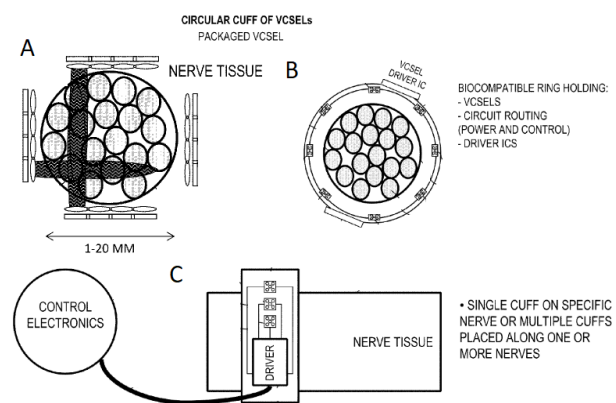 CIRCULAR CUFF OF VCSELs
PACKAGED VCSEL
A
NERVE TISSUE
1-20 MM
B
VCSEL
DRIVER IC
BIOCOMPATIBLE RING HOLDING:
- VCSELS
- CIRCUIT ROUTING
(POWER AND CONTROL)
- DRIVER ICS
C
CONTROL
ELECTRONICS
DRIVER
NERVE TISSUE
• SINGLE CUFF ON SPECIFIC
NERVE OR MULTIPLE CUFFS
PLACED ALONG ONE OR
MORE NERVES